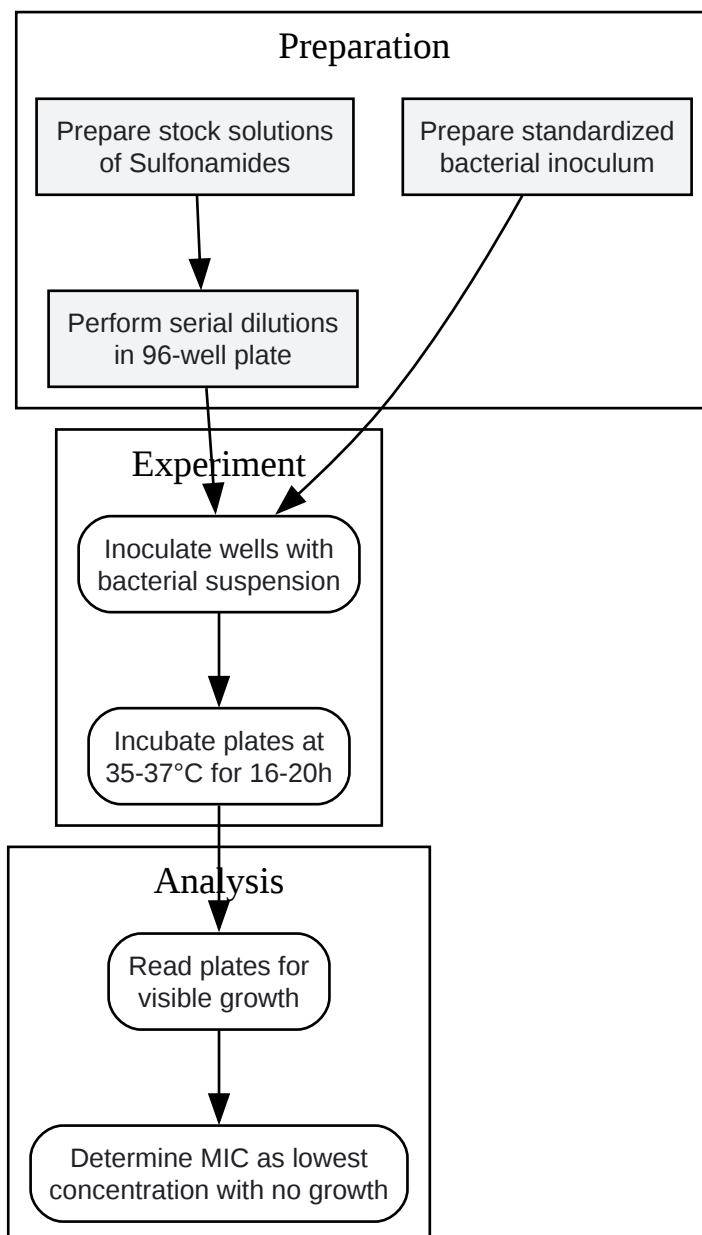 Preparation
Prepare stock solutions
of Sulfonamides
Prepare standardized
bacterial inoculum
Perform serial dilutions
in 96-well plate
Experiment
Inoculate wells with
bacterial suspension
Incubate plates at
35-37°C for 16-20h
Analysis
Read plates for
visible growth
Determine MIC as lowest
concentration with no growth